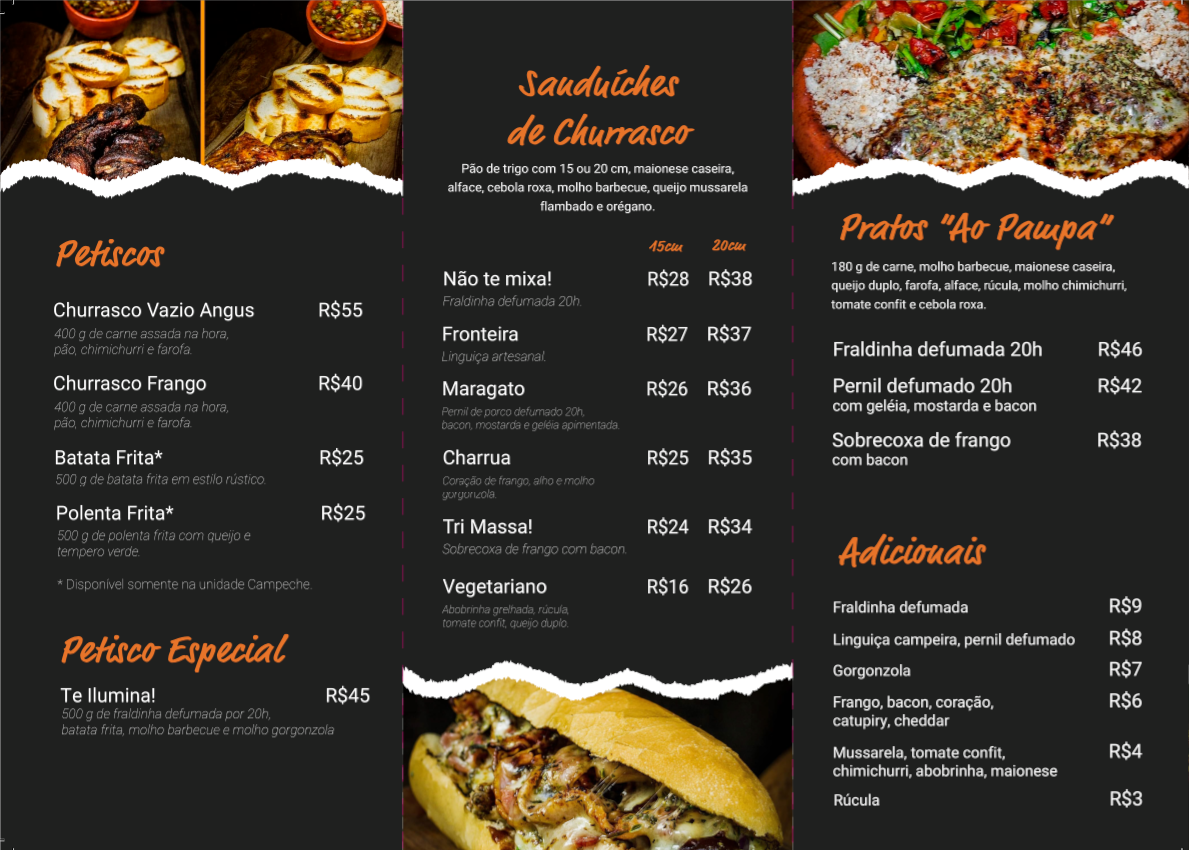 Petiscos
Churrasco Vazio Angus R$55
400 g de carne assada na hora,
pão, chimichurri e farofa.
Churrasco Frango R$40
400 g de carne assada na hora,
pão, chimichurri e farofa.
Batata Frita* R$25
500 g de batata frita em estilo rústico.
Polenta Frita* R$25
500 g de polenta frita com queijo e
tempero verde.
* Disponível somente na unidade Campeche.
Petisco Especial
Te Ilumina! R$45
500 g de fraldinha defumada por 20h,
batata frita, molho barbecue e molho gorgonzola
Sanduíches
de Churrasco
Pão de trigo com 15 ou 20 cm, maionese caseira,
alface, cebola roxa, molho barbecue, queijo mussarela
flambado e orégano.
15cm 20cm
Não te mixa! R$28 R$38
Fraldinha defumada 20h.
Fronteira R$27 R$37
Linguiça artesanal.
Maragato R$26 R$36
Pernil de porco defumado 20h,
bacon, mostarda e geléia apimentada.
Charrua R$25 R$35
Coração de frango, alho e molho
gorgonzola.
Tri Massa! R$24 R$34
Sobrecoxa de frango com bacon.
Vegetariano R$16 R$26
Abobrinha grelhada, rúcula,
tomate confit, queijo duplo.
Pratos "Ao Pampa"
180 g de carne, molho barbecue, maionese caseira,
queijo duplo, farofa, alface, rúcula, molho chimichurri,
tomate confit e cebola roxa.
Fraldinha defumada 20h R$46
Pernil defumado 20h R$42
com geléia, mostarda e bacon
Sobrecoxa de frango R$38
com bacon
Adicionais
Fraldinha defumada R$9
Linguiça campeira, pernil defumado R$8
Gorgonzola R$7
Frango, bacon, coração, R$6
catupiry, cheddar
Mussarela, tomate confit, R$4
chimichurri, abobrinha, maionese
Rúcula R$3